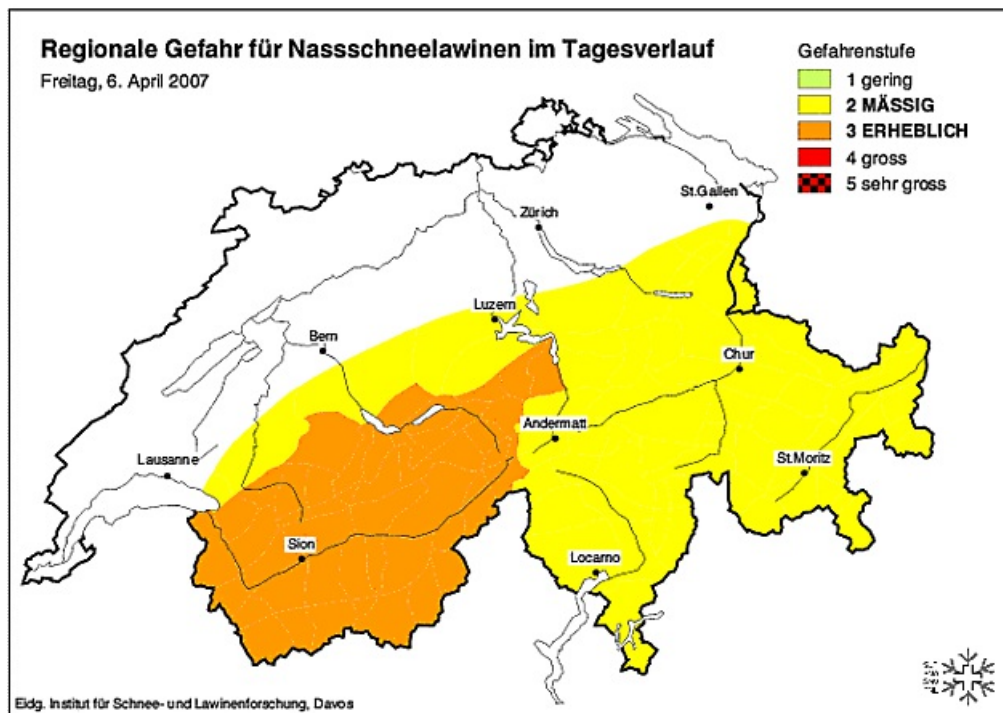 Regionale Gefahr für Nassschneelawinen im Tagesverlauf
Freitag, 6. April 2007
Gefahrenstufe
1 gering
2 MÄSSIG
3 ERHEBLICH
4 gross
5 sehr gross
St.Gallen
Zürich
Luzern
Bern
Chur
Andermatt
Lausanne
St.Moritz
Sion
Locarno
Eidg. Institut für Schnee- und Lawinenforschung, Davos